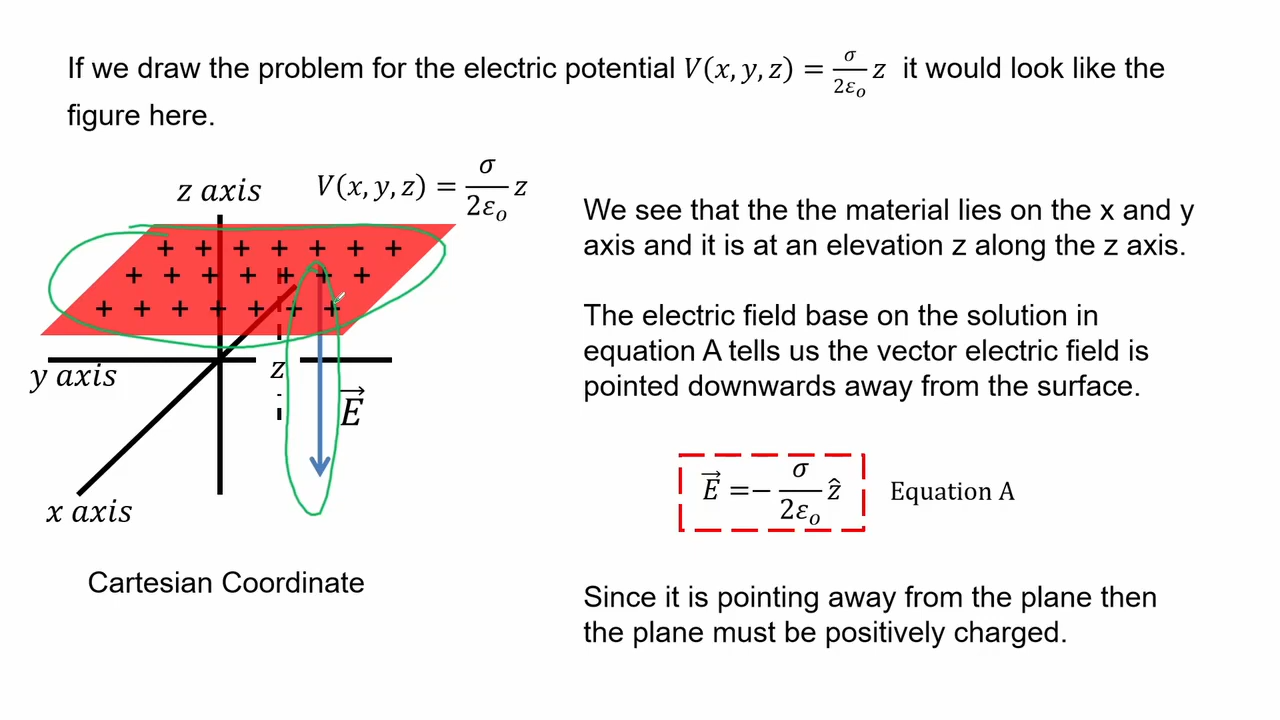 If we draw the problem for the electric potential V(x, y, z) = σ/2εₒ z it would look like the
figure here.
z axis
V(x, y, z) = σ/2εₒ z
+ + + + + + +
+ + + + + + +
+ + + + + + +
y axis
z
E⃗
x axis
Cartesian Coordinate
We see that the the material lies on the x and y
axis and it is at an elevation z along the z axis.
The electric field base on the solution in
equation A tells us the vector electric field is
pointed downwards away from the surface.
E⃗ =− σ/2εₒ ẑ Equation A
Since it is pointing away from the plane then
the plane must be positively charged.